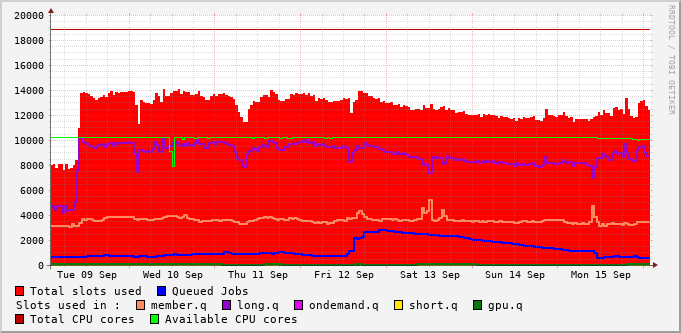 20000
18000
16000
14000
12000
10000
8000
6000
4000
2000
0
Tue 09 Sep Wed 10 Sep Thu 11 Sep Fri 12 Sep Sat 13 Sep Sun 14 Sep Mon 15 Sep
Total slots used Queued Jobs
Slots used in : member.q long.q ondemand.q short.q gpu.q
Total CPU cores Available CPU cores
RRDTOOL / TOBI OETIKER